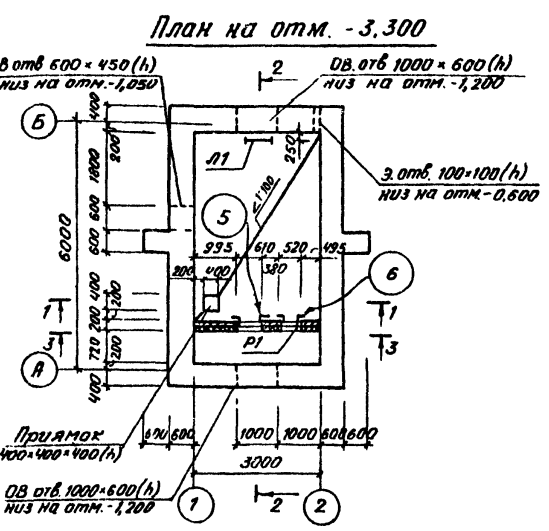 План на отм. -3,300
В отв 600×450(h)
низ на отм.-1,050
2
ОВ. отв 1000×600(h)
низ на отм.-1,200
Б
400
200
Л1
250
Э. отв. 100×100(h)
низ на отм-0,600
1800
6000
600
600
i=1:100
5
995
610
520
495
380
6
200
400
400
200
200
720
200
400
1
3
Р1
1
3
А
Приямок
400×400×400(h)
600
600
1000
1000
600
600
3000
ОВ отв. 1000×600(h)
низ на отм.-1,200
1
2
2